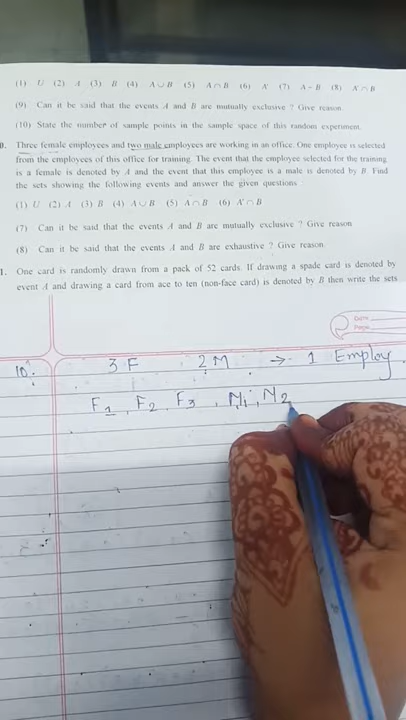 (1) U (2) A (3) B (4) A ∪ B (5) A ∩ B (6) A' (7) A - B (8) A' ∩ B
(9) Can it be said that the events A and B are mutually exclusive ? Give reason.
(10) State the number of sample points in the sample space of this random experiment.
0. Three female employees and two male employees are working in an office. One employee is selected
from the employees of this office for training. The event that the employee selected for the training
is a female is denoted by A and the event that this employee is a male is denoted by B. Find
the sets showing the following events and answer the given questions :
(1) U (2) A (3) B (4) A ∪ B (5) A ∩ B (6) A' ∩ B
(7) Can it be said that the events A and B are mutually exclusive ? Give reason
(8) Can it be said that the events A and B are exhaustive ? Give reason
1. One card is randomly drawn from a pack of 52 cards. If drawing a spade card is denoted by
event A and drawing a card from ace to ten (non-face card) is denoted by B then write the sets
Date
Page
10: 3 F 2 M → 1 Employ
F1, F2, F3, N1, N2